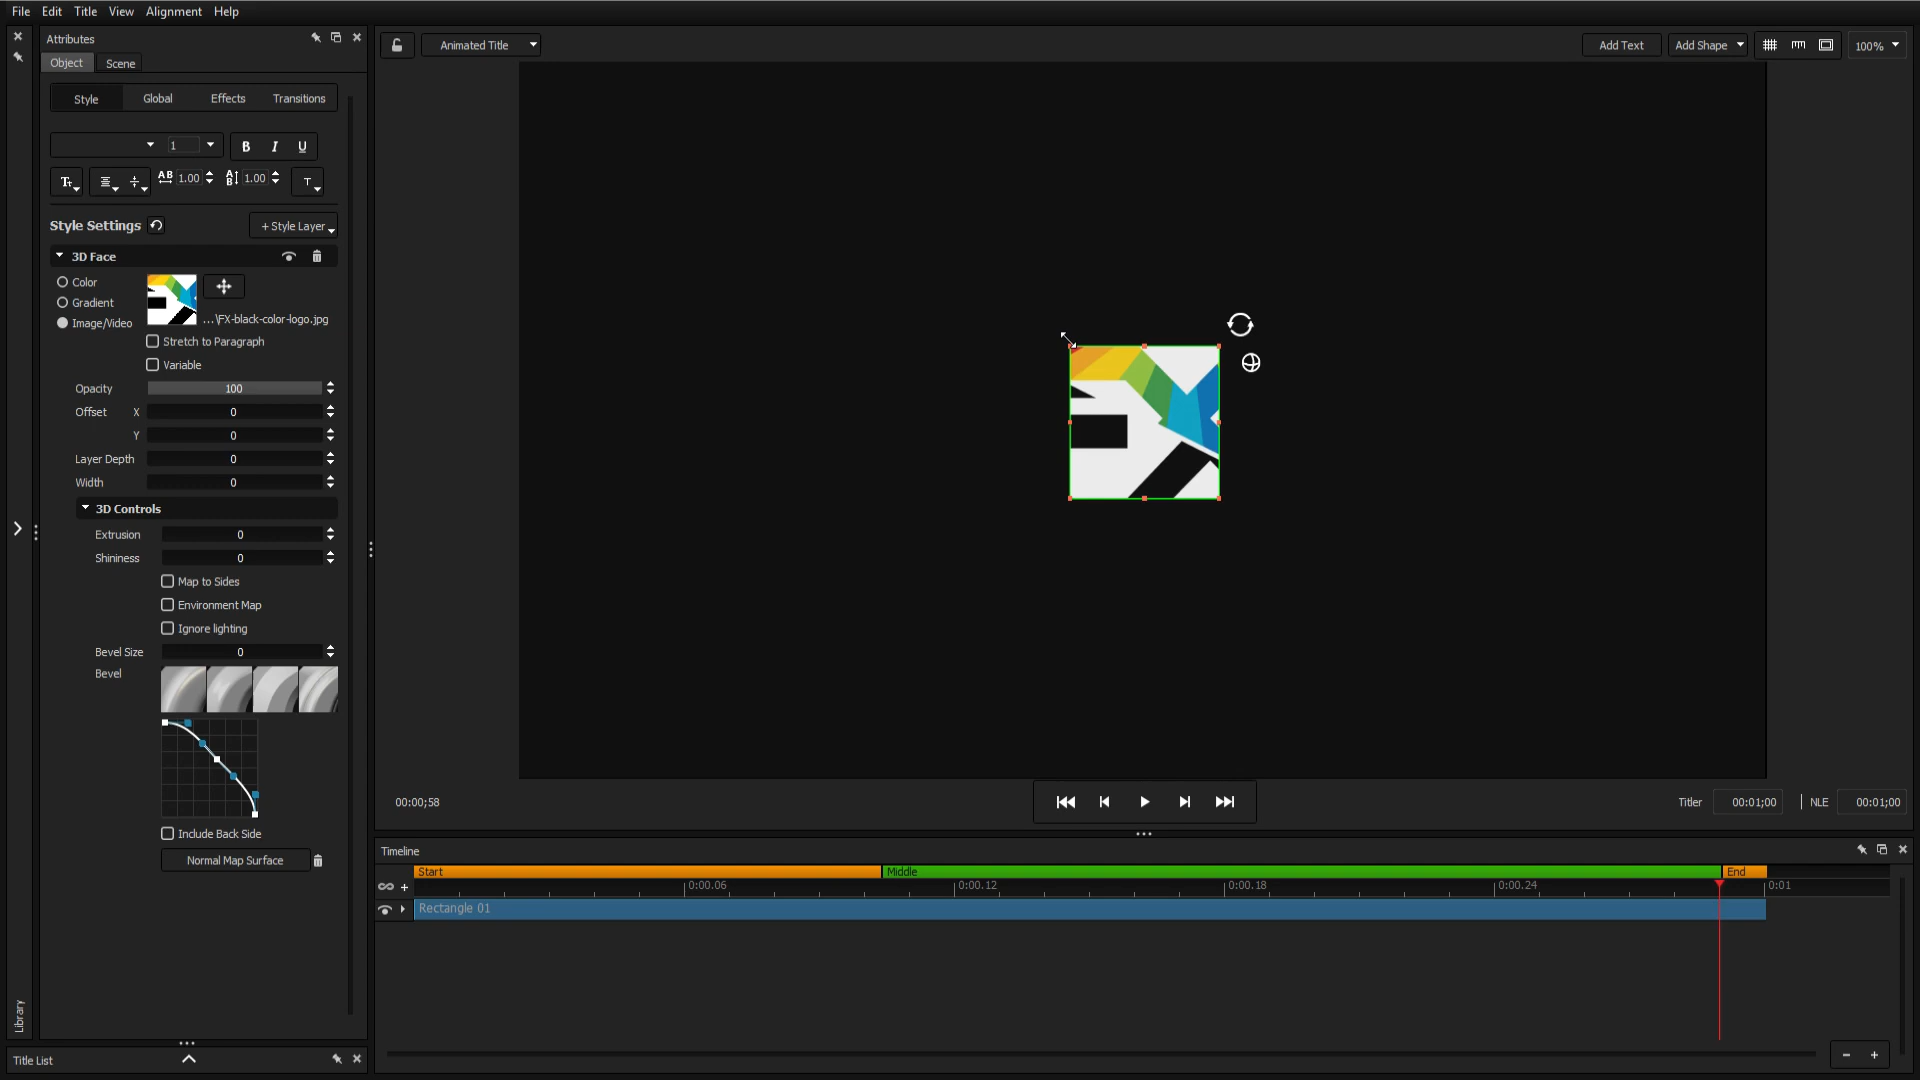 File Edit Title View Alignment Help
Attributes
Object Scene
Animated Title
Add Text Add Shape 100%
Style Global Effects Transitions
1 B I U
Tt AB 1.00 AB 1.00 T
Style Settings + Style Layer
3D Face
Color
Gradient
Image/Video ...\FX-black-color-logo.jpg
Stretch to Paragraph
Variable
Opacity 100
Offset X 0
Y 0
Layer Depth 0
Width 0
3D Controls
Extrusion 0
Shininess 0
Map to Sides
Environment Map
Ignore lighting
Bevel Size 0
Bevel
Include Back Side
Normal Map Surface
Library
Title List
00:00;58
Titler 00:01;00 NLE 00:01;00
Timeline
Start Middle End
0:00.06 0:00.12 0:00.18 0:00.24 0:01
Rectangle 01